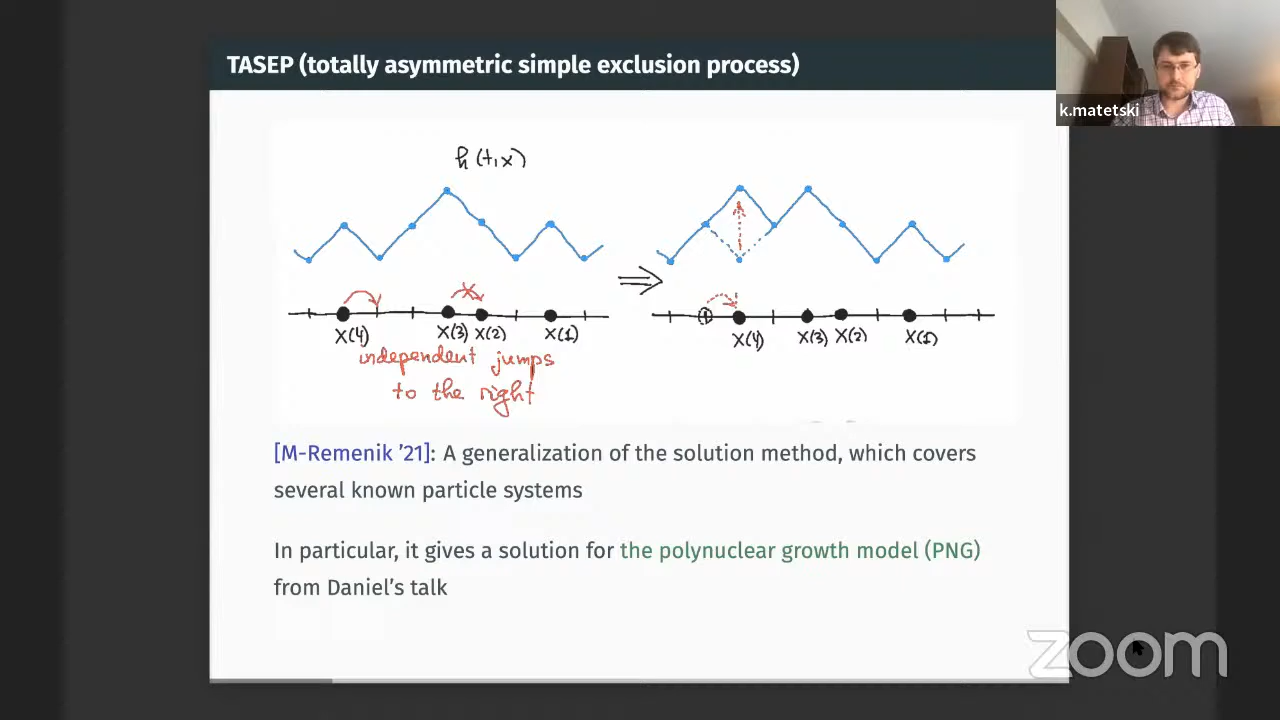 TASEP (totally asymmetric simple exclusion process)
k.matetski
h(t,x)
X(4) X(3) X(2) X(1)
X(4) X(3) X(2) X(1)
independent jumps
to the right
[M-Remenik ’21]: A generalization of the solution method, which covers
several known particle systems
In particular, it gives a solution for the polynuclear growth model (PNG)
from Daniel’s talk
zoom